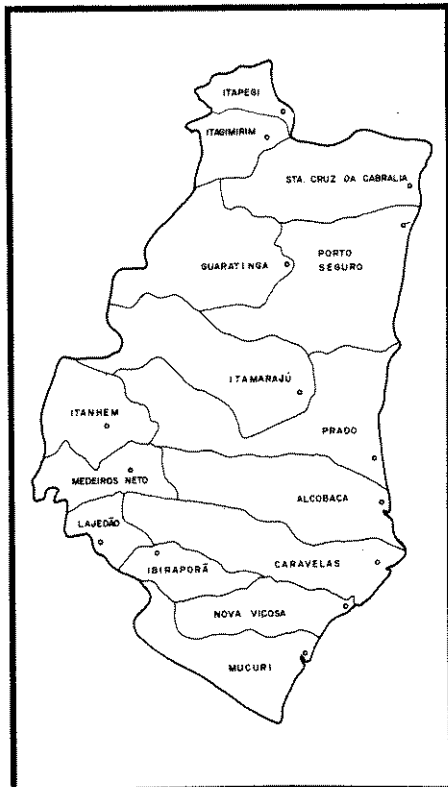 ITAPEBI
ITAGIMIRIM
STA. CRUZ DA CABRALIA
GUARATINGA
PORTO
SEGURO
ITAMARAJÚ
ITANHEM
PRADO
MEDEIROS NETO
ALCOBAÇA
LAJEDÃO
IBIRAPORÃ
CARAVELAS
NOVA VIÇOSA
MUCURI